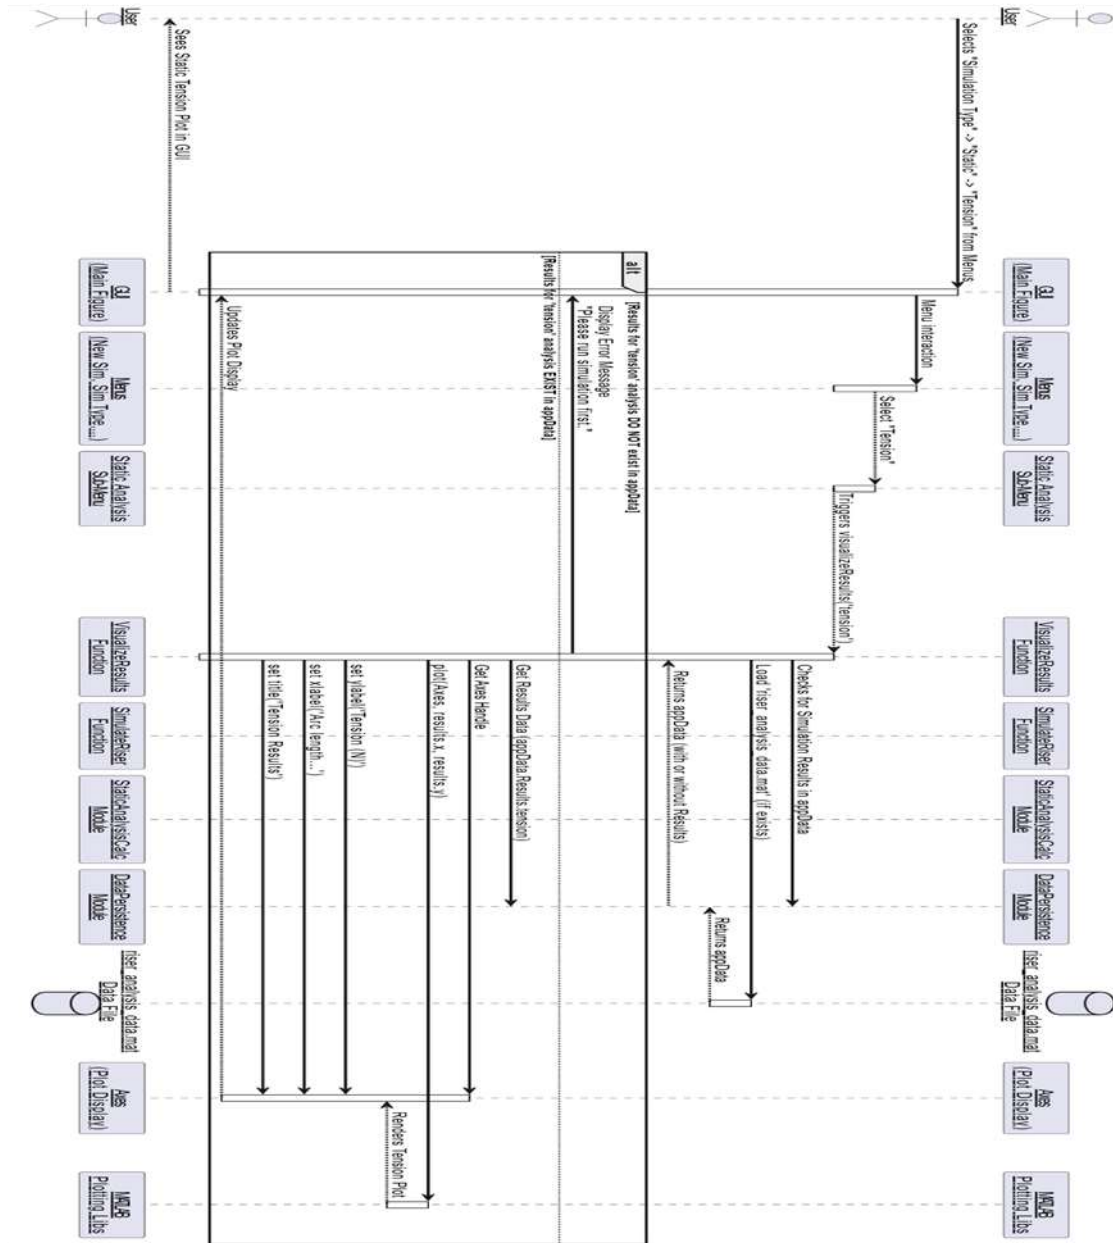 User
GUI
(Main Figure)
Menus
(New Sim, Sim Type,...)
Static Analysis
Sub-Menu
VisualizeResults
Function
SimulateRiser
Function
StaticAnalysisCalc
Module
DataPersistence
Module
riser_analysis_data.mat
Data File
Axes
(Plot Display)
MATLAB
Plotting Libs
Selects "Simulation Type" -> "Static" -> "Tension" from Menus
Menu interaction
Select "Tension"
Triggers visualizeResults('tension')
Checks for Simulation Results in appData
Load 'riser_analysis_data.mat' (if exists)
Returns appData
Returns appData (with or without Results)
alt
[Results for 'tension' analysis DO NOT exist in appData]
Display Error Message
"Please run simulation first."
[Results for 'tension' analysis EXIST in appData]
Get Results Data (appData.Results.tension)
Get Axes Handle
plot(Axes, results.x, results.y)
Renders Tension Plot
set ylabel('Tension (N)')
set xlabel('Arc length...')
set title('Tension Results')
Updates Plot Display
Sees Static Tension Plot in GUI
User
GUI
(Main Figure)
Menus
(New Sim, Sim Type,...)
Static Analysis
Sub-Menu
VisualizeResults
Function
SimulateRiser
Function
StaticAnalysisCalc
Module
DataPersistence
Module
riser_analysis_data.mat
Data File
Axes
(Plot Display)
MATLAB
Plotting Libs